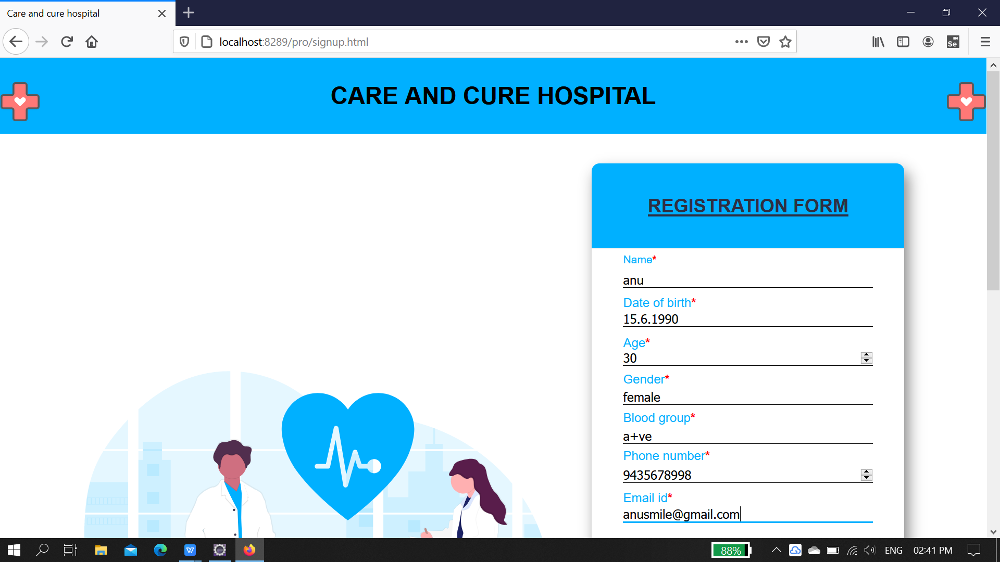 Care and cure hospital
localhost:8289/pro/signup.html
Se
CARE AND CURE HOSPITAL
REGISTRATION FORM
Name*
anu
Date of birth*
15.6.1990
Age*
30
Gender*
female
Blood group*
a+ve
Phone number*
9435678998
Email id*
anusmile@gmail.com
W
88%
ENG
02:41 PM